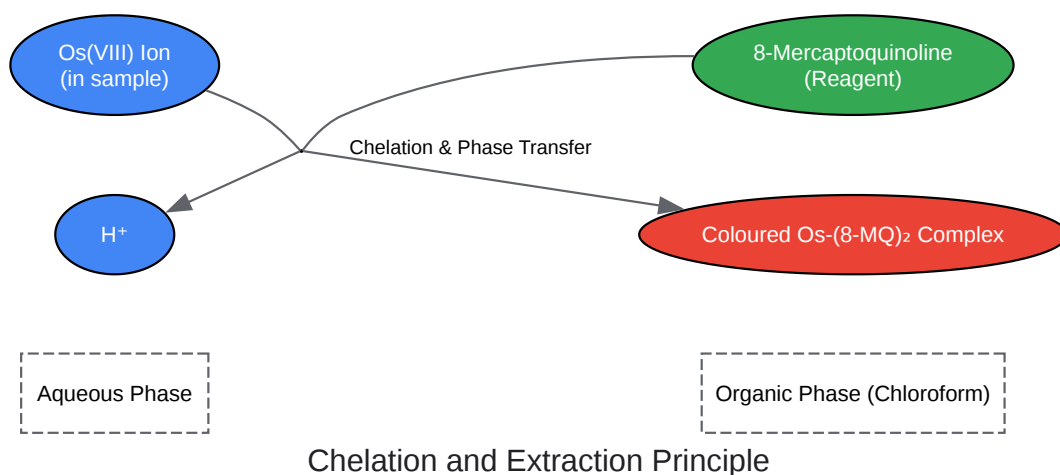 Os(VIII) Ion
(in sample)
8-Mercaptoquinoline
(Reagent)
Chelation & Phase Transfer
H⁺
Coloured Os-(8-MQ)₂ Complex
Aqueous Phase
Organic Phase (Chloroform)
Chelation and Extraction Principle